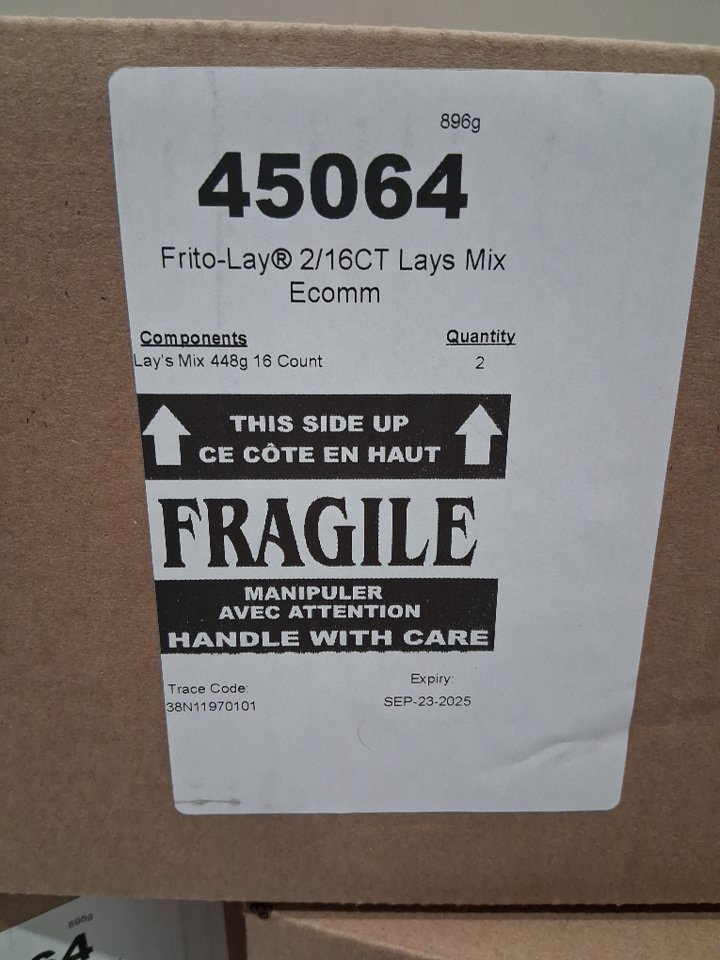 896g
45064
Frito-Lay® 2/16CT Lays Mix
Ecomm
Components Quantity
Lay's Mix 448g 16 Count 2
THIS SIDE UP
CE CÔTE EN HAUT
FRAGILE
MANIPULER
AVEC ATTENTION
HANDLE WITH CARE
Trace Code: Expiry:
38N11970101 SEP-23-2025
896g
64